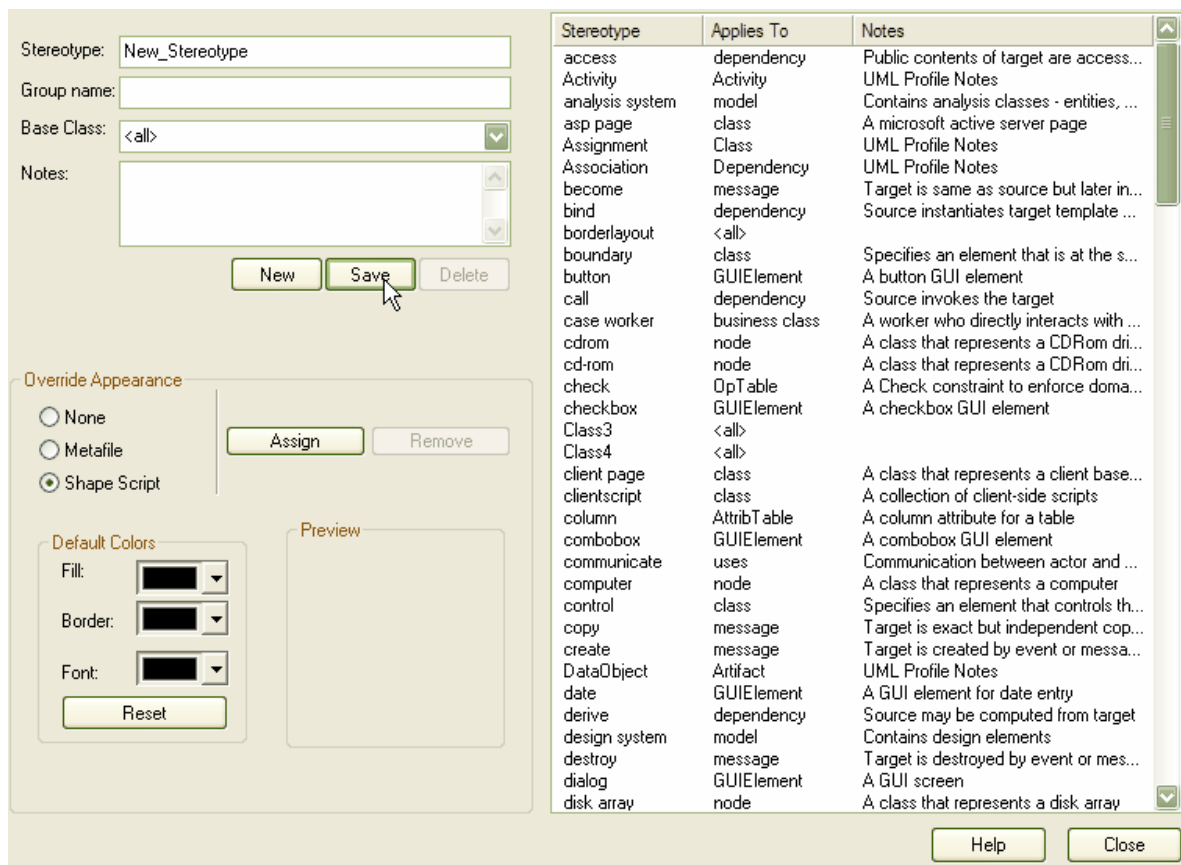 Stereotype: New_Stereotype
Group name:
Base Class: <all>
Notes:
New Save Delete
Override Appearance
None
Metafile
Shape Script
Assign Remove
Default Colors
Fill:
Border:
Font:
Reset
Preview
Stereotype Applies To Notes
access dependency Public contents of target are access...
Activity Activity UML Profile Notes
analysis system model Contains analysis classes - entities, ...
asp page class A microsoft active server page
Assignment Class UML Profile Notes
Association Dependency UML Profile Notes
become message Target is same as source but later in...
bind dependency Source instantiates target template ...
borderlayout <all>
boundary class Specifies an element that is at the s...
button GUIElement A button GUI element
call dependency Source invokes the target
case worker business class A worker who directly interacts with ...
cdrom node A class that represents a CDRom dri...
cd-rom node A class that represents a CDRom dri...
check OpTable A Check constraint to enforce doma...
checkbox GUIElement A checkbox GUI element
Class3 <all>
Class4 <all>
client page class A class that represents a client base...
clientscript class A collection of client-side scripts
column AttribTable A column attribute for a table
combobox GUIElement A combobox GUI element
communicate uses Communication between actor and ...
computer node A class that represents a computer
control class Specifies an element that controls th...
copy message Target is exact but independent cop...
create message Target is created by event or messa...
DataObject Artifact UML Profile Notes
date GUIElement A GUI element for date entry
derive dependency Source may be computed from target
design system model Contains design elements
destroy message Target is destroyed by event or mes...
dialog GUIElement A GUI screen
disk array node A class that represents a disk array
Help Close